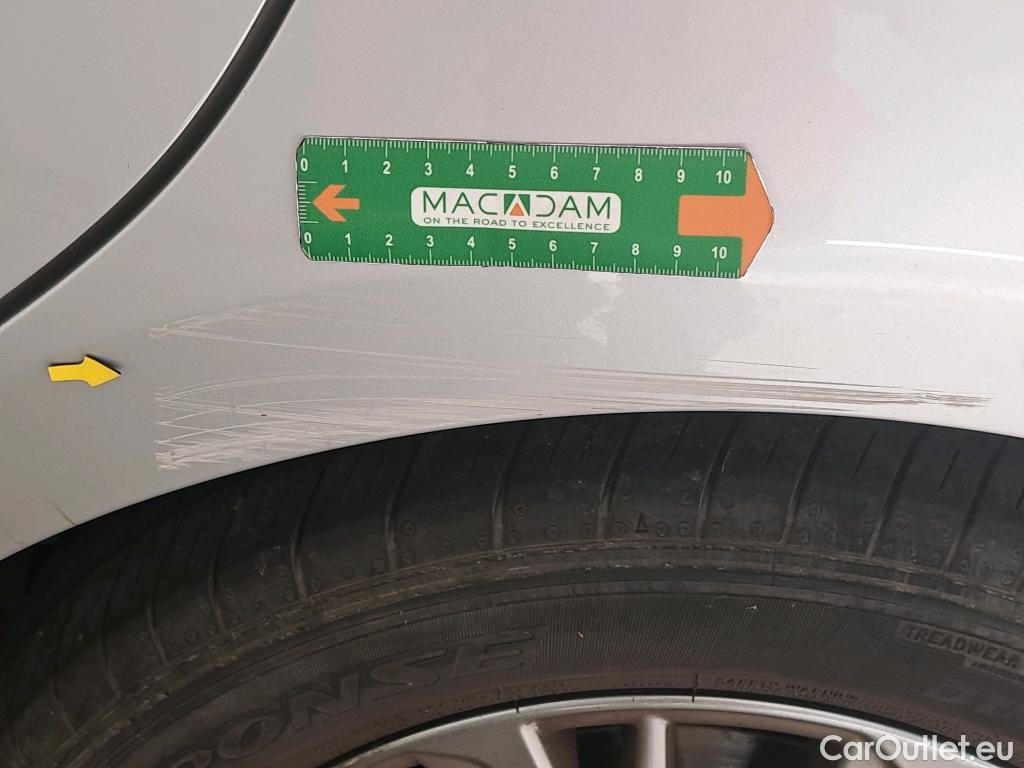 0 1 2 3 4 5 6 7 8 9 10
MACADAM
ON THE ROAD TO EXCELLENCE
0 1 2 3 4 5 6 7 8 9 10
TREADWEAR
ONSE
CarOutlet.eu